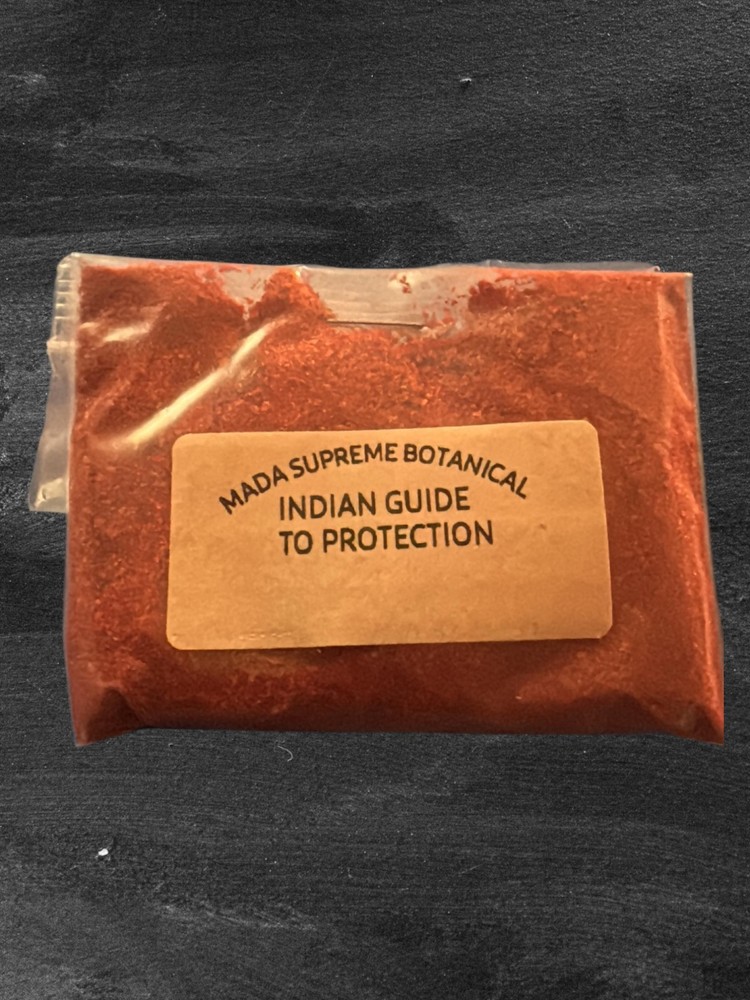 MADA SUPREME BOTANICAL
INDIAN GUIDE
TO PROTECTION